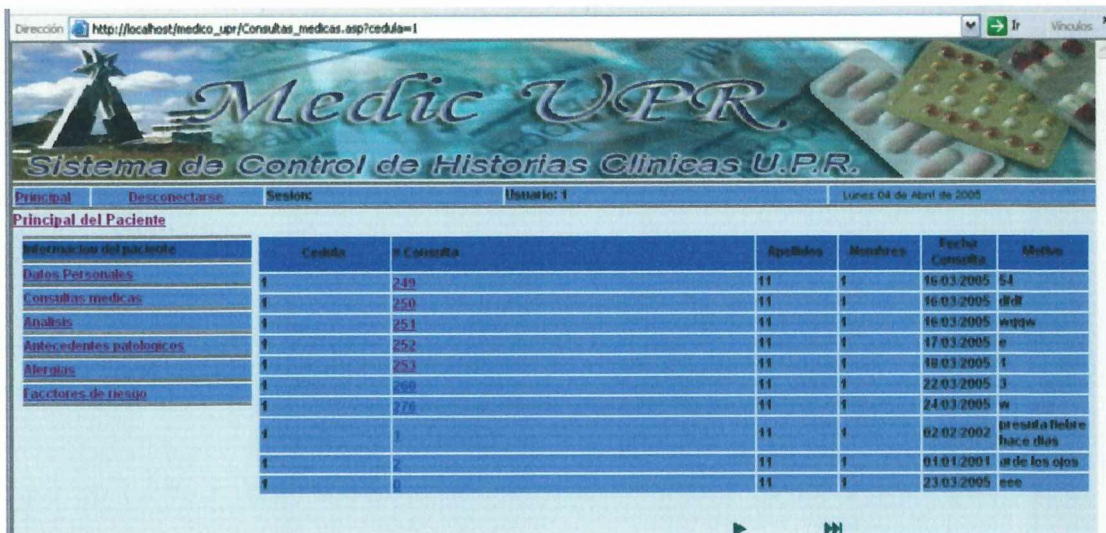 Dirección http://localhost/medico_upr/Consultas_medicas.asp?cedula=1 Ir Vínculos
Medic UPR
Sistema de Control de Historias Clinicas U.P.R.
Principal Desconectarse Sesion: Usuario: 1 Lunes 04 de Abril de 2005
Principal del Paciente
Informacion del paciente
Datos Personales
Consultas medicas
Analisis
Antecedentes patologicos
Alergias
Facctores de riesgo
Cedula # Consulta Apellidos Nombres Fecha Consulta Motivo
1 249 11 1 16/03/2005 54
1 250 11 1 16/03/2005 dfdf
1 251 11 1 16/03/2005 wqqw
1 252 11 1 17/03/2005 e
1 253 11 1 18/03/2005 1
1 260 11 1 22/03/2005 3
1 276 11 1 24/03/2005 w
1 1 11 1 02/02/2002 presnta fiebre hace dias
1 2 11 1 01/01/2001 arde los ojos
1 0 11 1 23/03/2005 eee